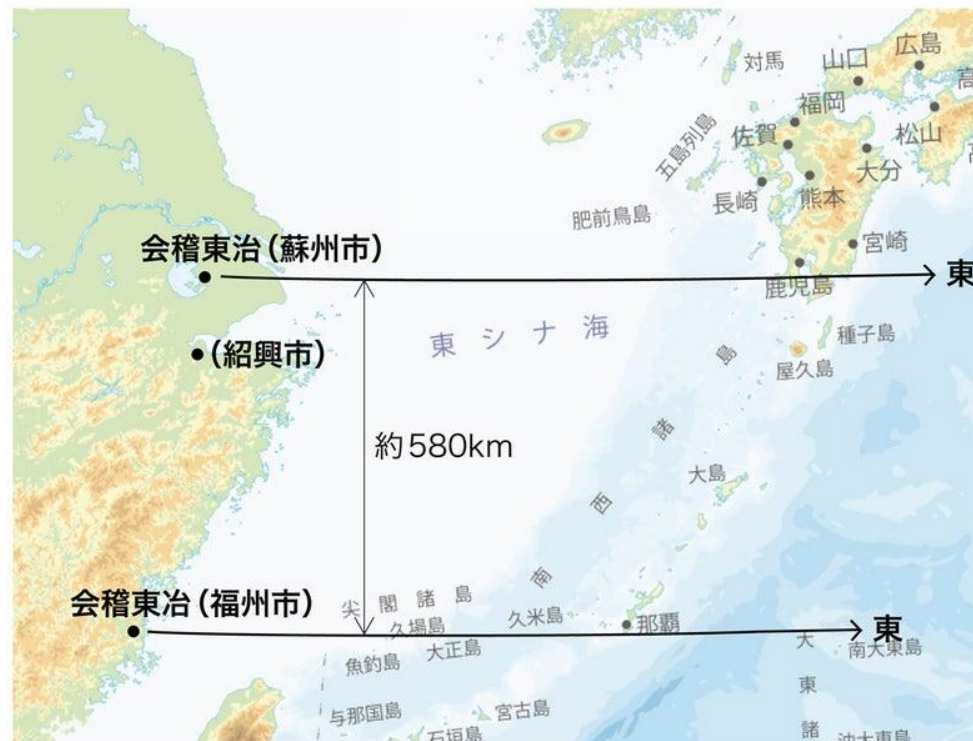 対馬
山口
広島
福岡
高
佐賀
松山
五島列島
大分
長崎
熊本
肥前鳥島
会稽東治(蘇州市)
宮崎
東
鹿児島
(紹興市)
東シナ海
種子島
屋久島
約580km
大島
南西諸島
会稽東冶(福州市)
尖閣諸島
久場島
久米島
那覇
東
魚釣島
大正島
南大東島
大東諸
与那国島
宮古島
石垣島
沖大東島